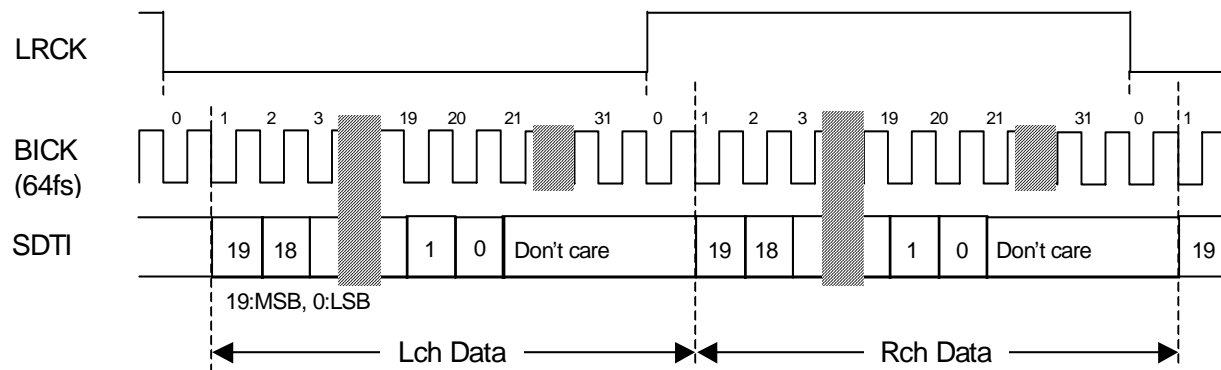 LRCK
0 1 2 3 19 20 21 31 0 1 2 3 19 20 21 31 0 1
BICK
(64fs)
SDTI 19 18 1 0 Don't care 19 18 1 0 Don't care 19
19:MSB, 0:LSB
Lch Data Rch Data